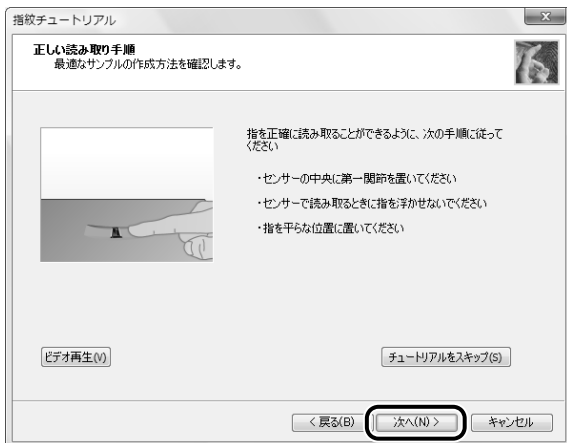 指紋チュートリアル
正しい読み取り手順
最適なサンプルの作成方法を確認します。
指を正確に読み取ることができるように、次の手順に従って
ください
・センサーの中央に第一関節を置いてください
・センサーで読み取るときに指を浮かせないでください
・指を平らな位置に置いてください
ビデオ再生(V)
チュートリアルをスキップ(S)
< 戻る(B)
次へ(N) >
キャンセル